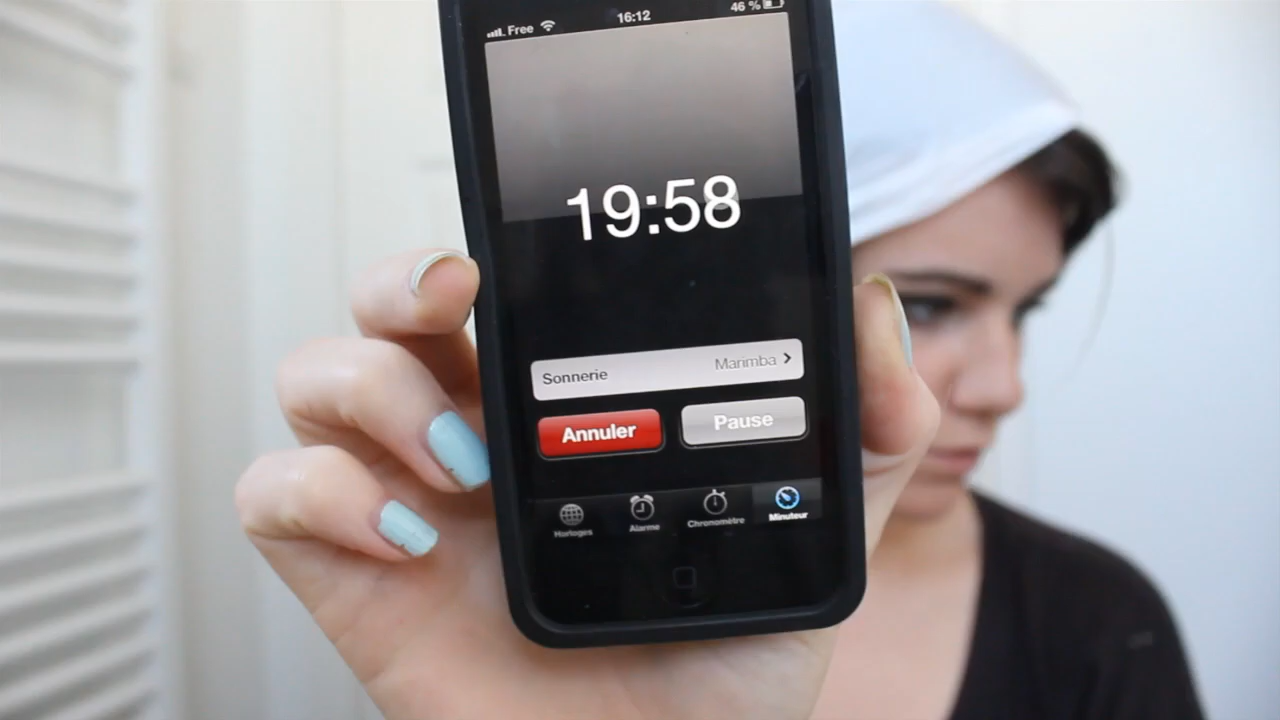 Free 16:12 46 %
19:58
Sonnerie Marimba
Annuler Pause
Horloges Alarme Chronomètre Minuteur